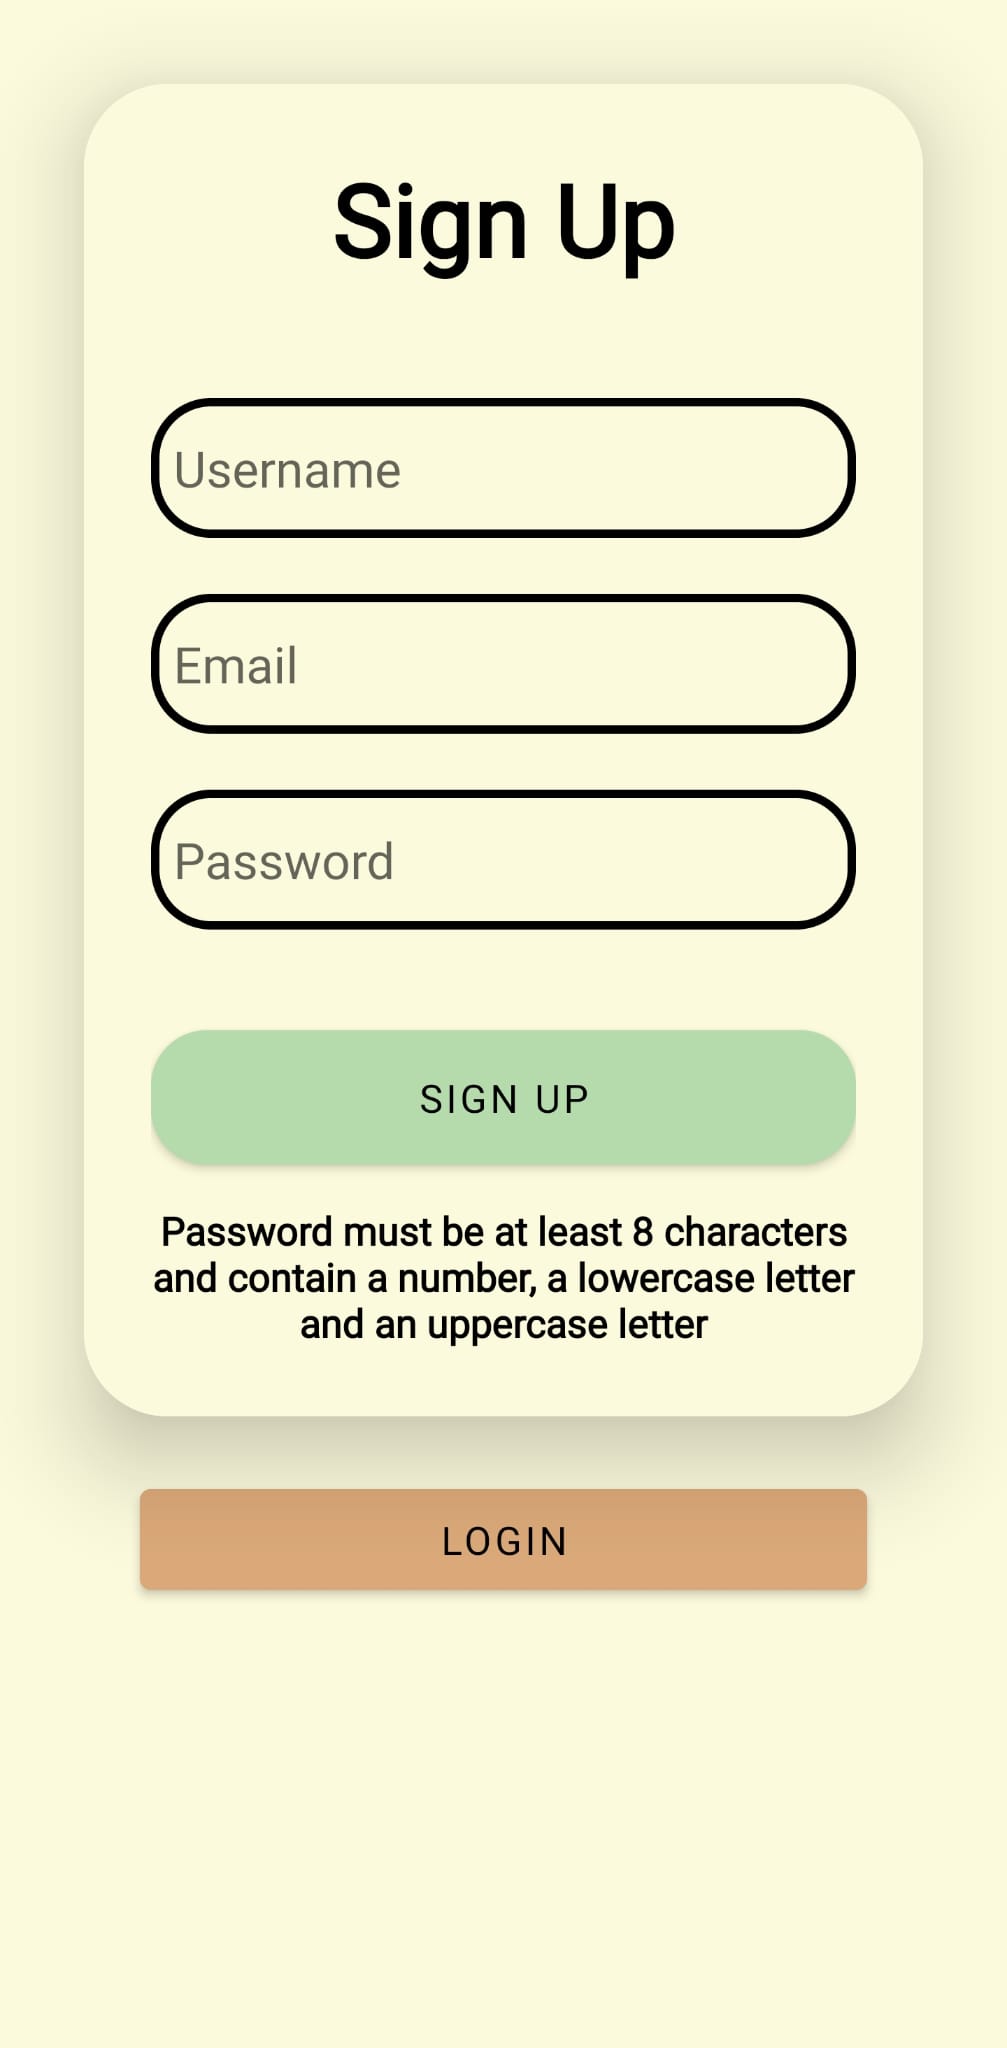 Sign Up
Username
Email
Password
SIGN UP
Password must be at least 8 characters
and contain a number, a lowercase letter
and an uppercase letter
LOGIN